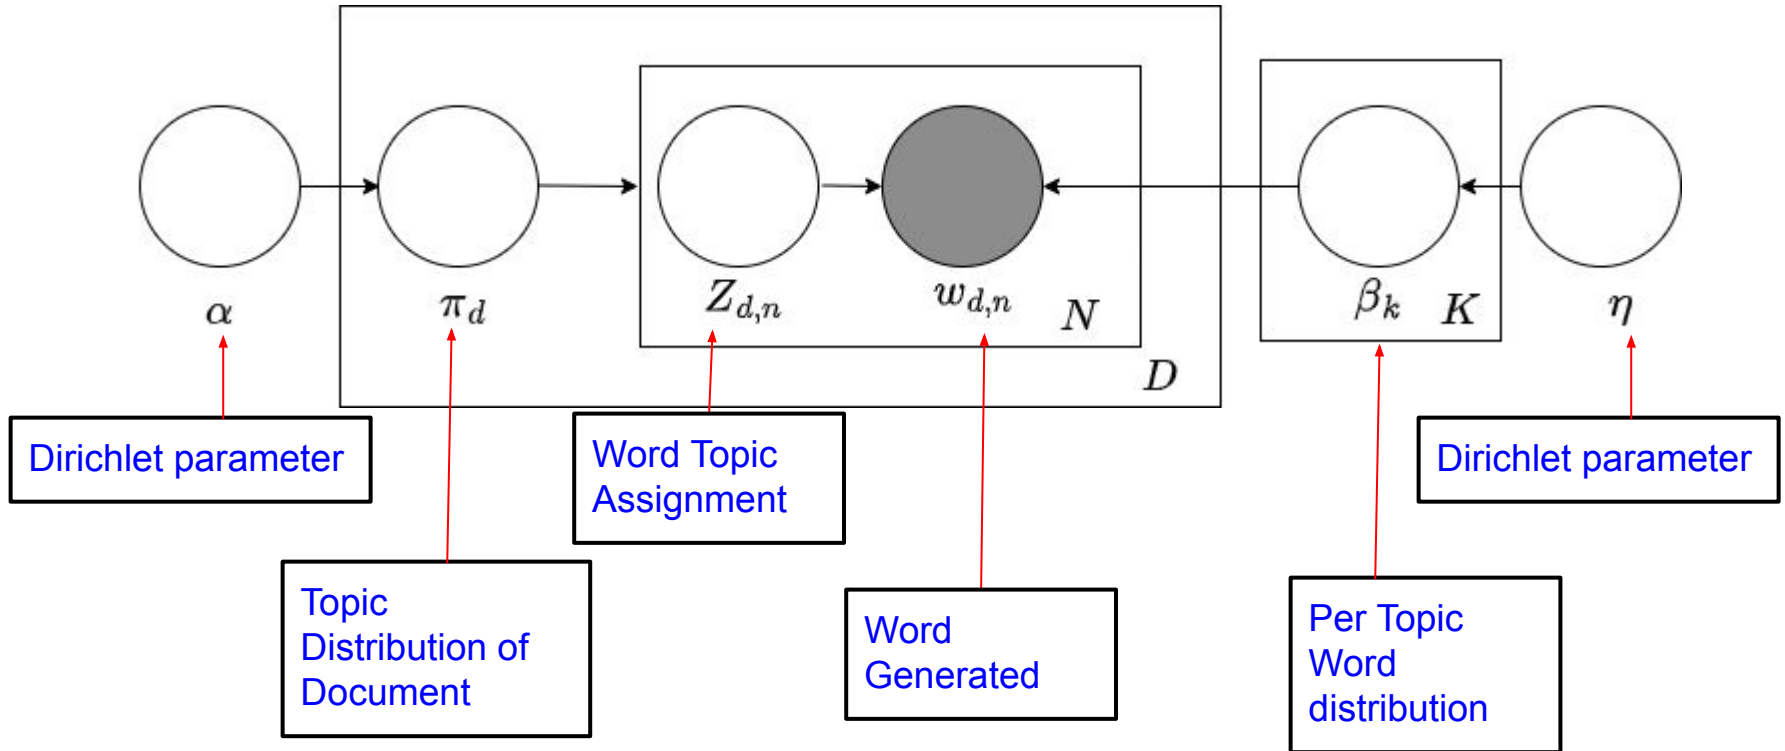 α
π_d
Z_{d,n}
w_{d,n}
N
D
β_k
K
η
Dirichlet parameter
Topic
Distribution of
Document
Word Topic
Assignment
Word
Generated
Per Topic
Word
distribution
Dirichlet parameter